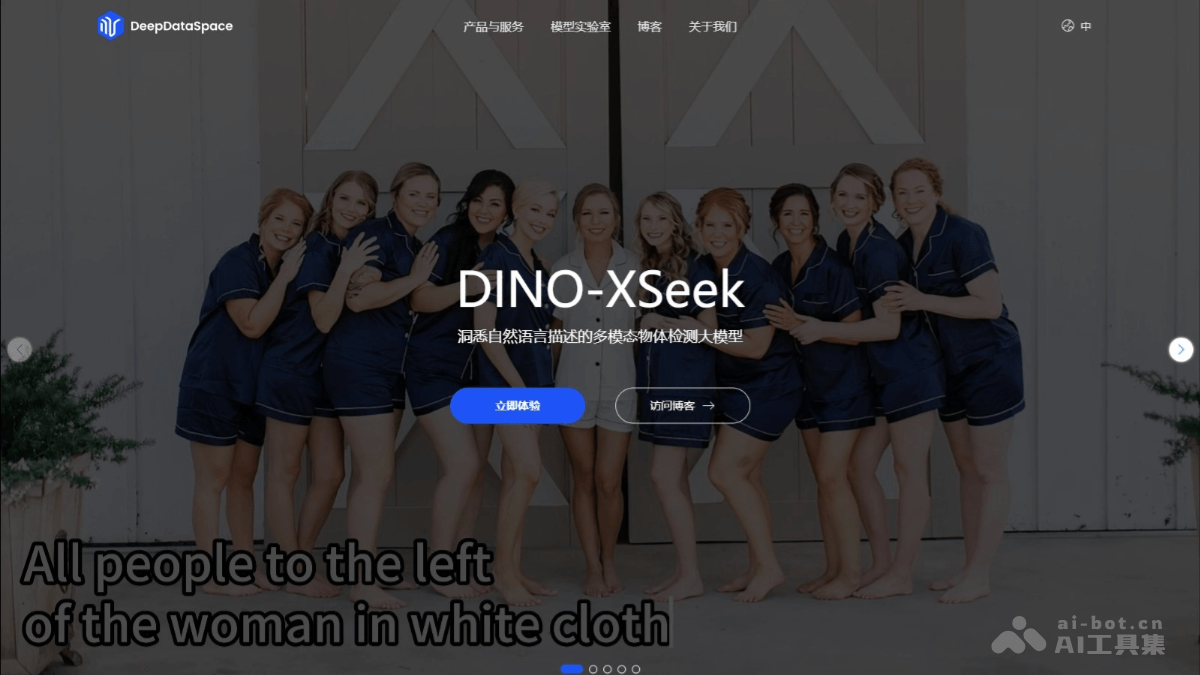 DeepDataSpace
产品与服务 模型实验室 博客 关于我们 中
DINO-XSeek
洞悉自然语言描述的多模态物体检测大模型
立即体验 访问博客 →
All people to the left
of the woman in white cloth
ai-bot.cn
AI工具集